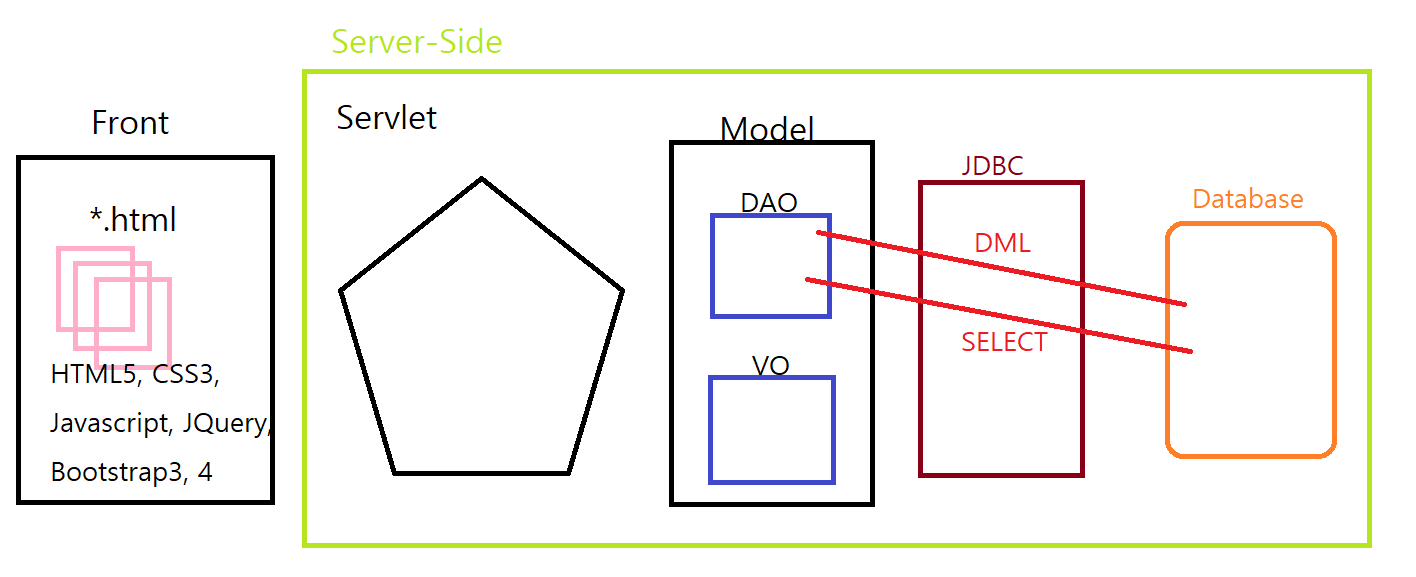 Server-Side
Front
Servlet
Model
JDBC
Database
*.html
DAO
DML
SELECT
VO
HTML5, CSS3,
Javascript, JQuery,
Bootstrap3, 4